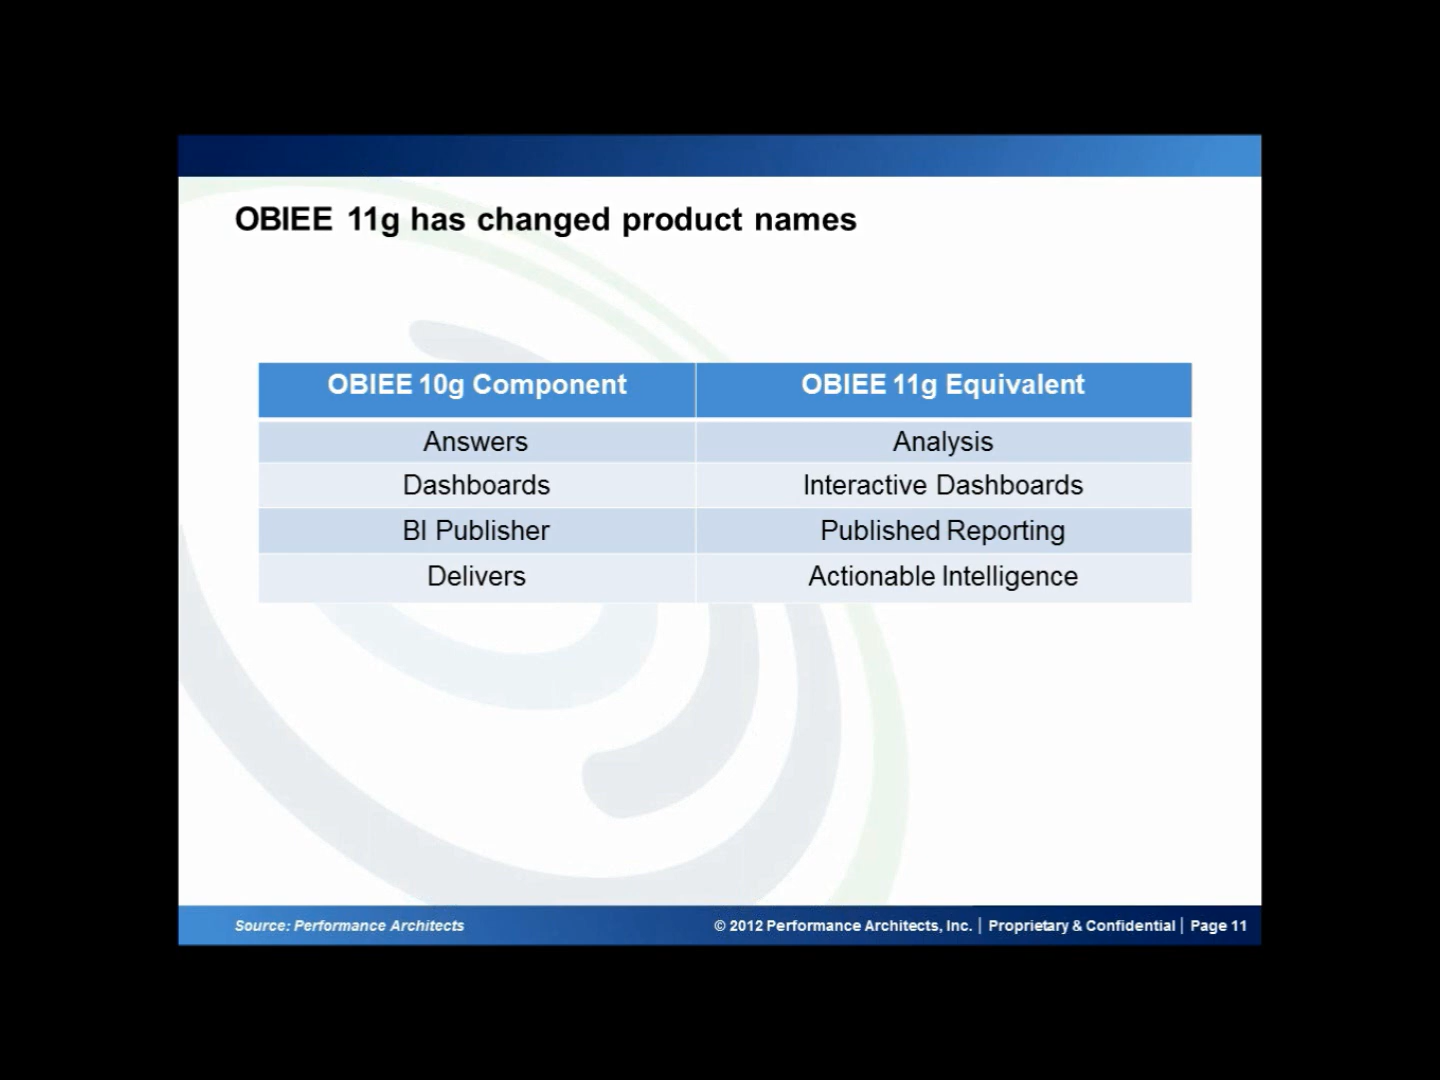 OBIEE 11g has changed product names
OBIEE 10g Component OBIEE 11g Equivalent
Answers Analysis
Dashboards Interactive Dashboards
BI Publisher Published Reporting
Delivers Actionable Intelligence
Source: Performance Architects © 2012 Performance Architects, Inc. | Proprietary & Confidential | Page 11